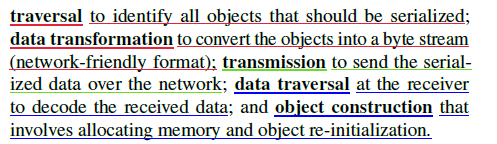 traversal to identify all objects that should be serialized;
data transformation to convert the objects into a byte stream
(network-friendly format); transmission to send the serial-
ized data over the network; data traversal at the receiver
to decode the received data; and object construction that
involves allocating memory and object re-initialization.